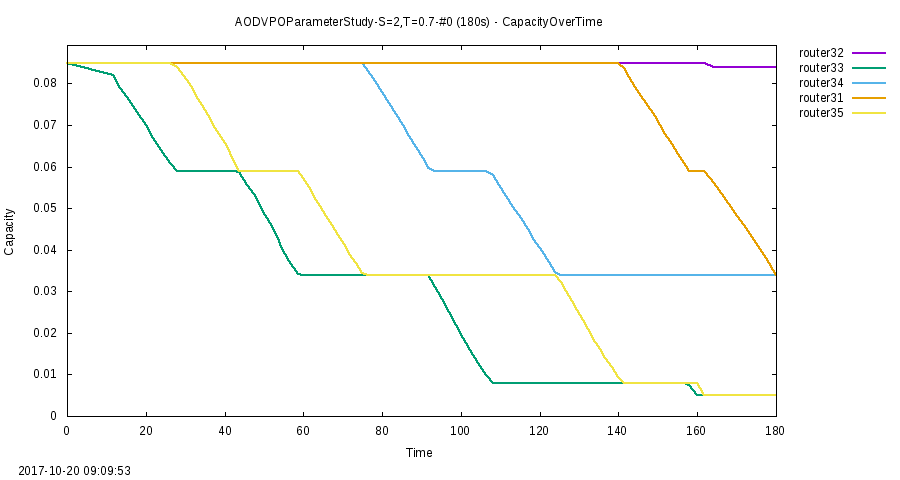 AODVPOParameterStudy-S=2,T=0.7-#0 (180s) - CapacityOverTime
router32
router33
router34
router31
router35
0.08
0.07
0.06
0.05
0.04
0.03
0.02
0.01
0
Capacity
0 20 40 60 80 100 120 140 160 180
Time
2017-10-20 09:09:53